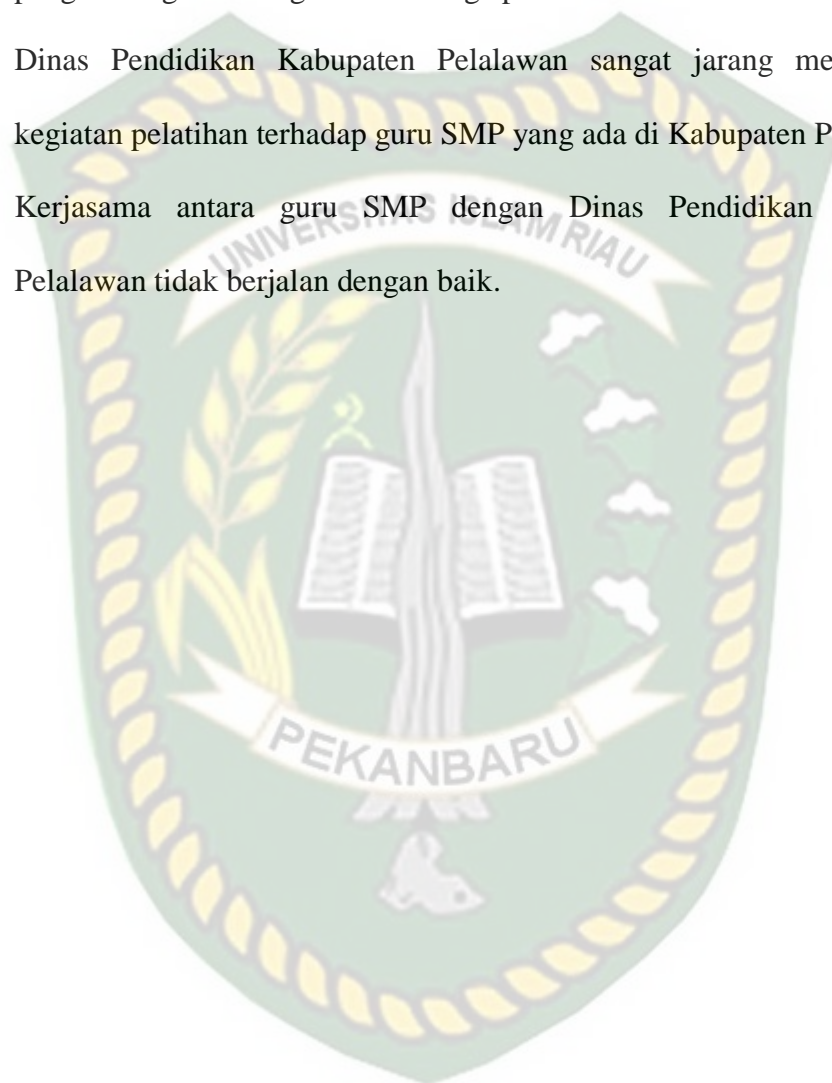 Dinas Pendidikan Kabupaten Pelalawan sangat jarang me
kegiatan pelatihan terhadap guru SMP yang ada di Kabupaten P
Kerjasama antara guru SMP dengan Dinas Pendidikan
Pelalawan tidak berjalan dengan baik.
UNIVERSITAS ISLAM RIAU
PEKANBARU